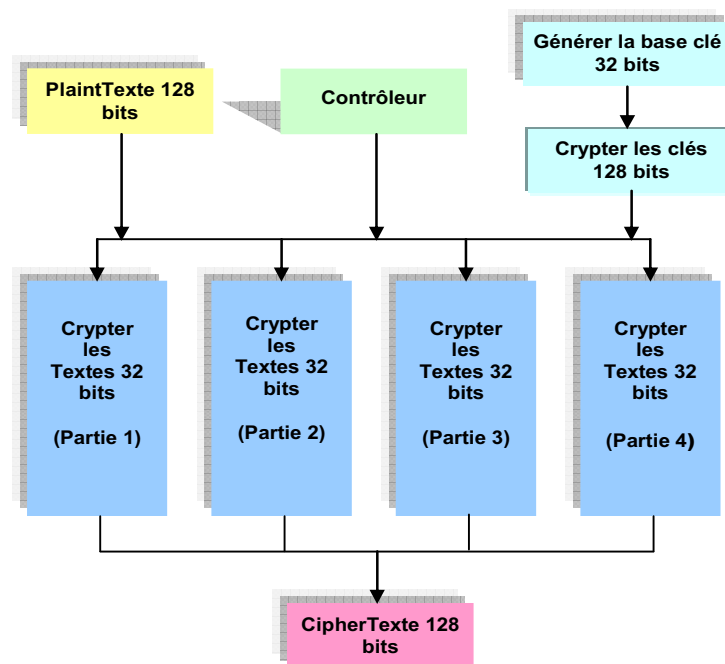 PlaintTexte 128
bits
Contrôleur
Générer la base clé
32 bits
Crypter les clés
128 bits
Crypter
les
Textes 32
bits
(Partie 1)
Crypter
les
Textes 32
bits
(Partie 2)
Crypter
les
Textes 32
bits
(Partie 3)
Crypter
les
Textes 32
bits
(Partie 4)
CipherTexte 128
bits